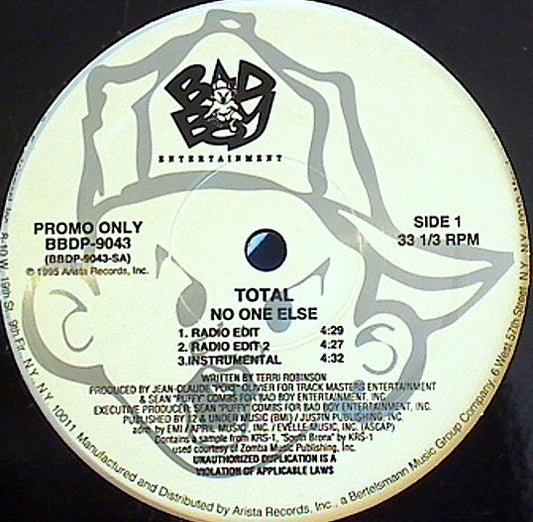 BAD
BOY
ENTERTAINMENT
PROMO ONLY
BBDP-9043
(BBDP-9043-SA)
℗ 1995 Arista Records, Inc.
SIDE 1
33 1/3 RPM
TOTAL
NO ONE ELSE
1. RADIO EDIT 4:29
2. RADIO EDIT 2 4:27
3.INSTRUMENTAL 4:32
WRITTEN BY TERRI ROBINSON
PRODUCED BY JEAN-CLAUDE "POKE" OLIVIER FOR TRACK MASTERS ENTERTAINMENT
& SEAN "PUFFY" COMBS FOR BAD BOY ENTERTAINMENT, INC.
EXECUTIVE PRODUCER: SEAN "PUFFY" COMBS FOR BAD BOY ENTERTAINMENT, INC.
PUBLISHED BY 12 & UNDER MUSIC (BMI) / JUSTIN PUBLISHING, INC.
adm. by EMI / APRIL MUSIC, INC. / EVELLE MUSIC, INC. (ASCAP)
Contains a sample from KRS-1, "South Bronx" by KRS-1
used courtesy of Zomba Music Publishing, Inc.
UNAUTHORIZED DUPLICATION IS A
VIOLATION OF APPLICABLE LAWS
W. 19th St., 9th Flr., N.Y., N.Y. 10011. Manufactured and Distributed by Arista Records, Inc., a Bertelsmann Music Group Company, 6 West 57th Street, N.Y., N.Y.